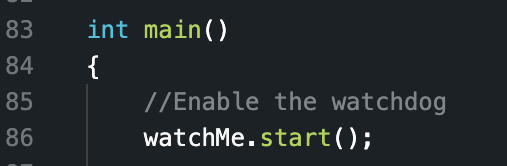 83 int main()
84 {
85 //Enable the watchdog
86 watchMe.start();